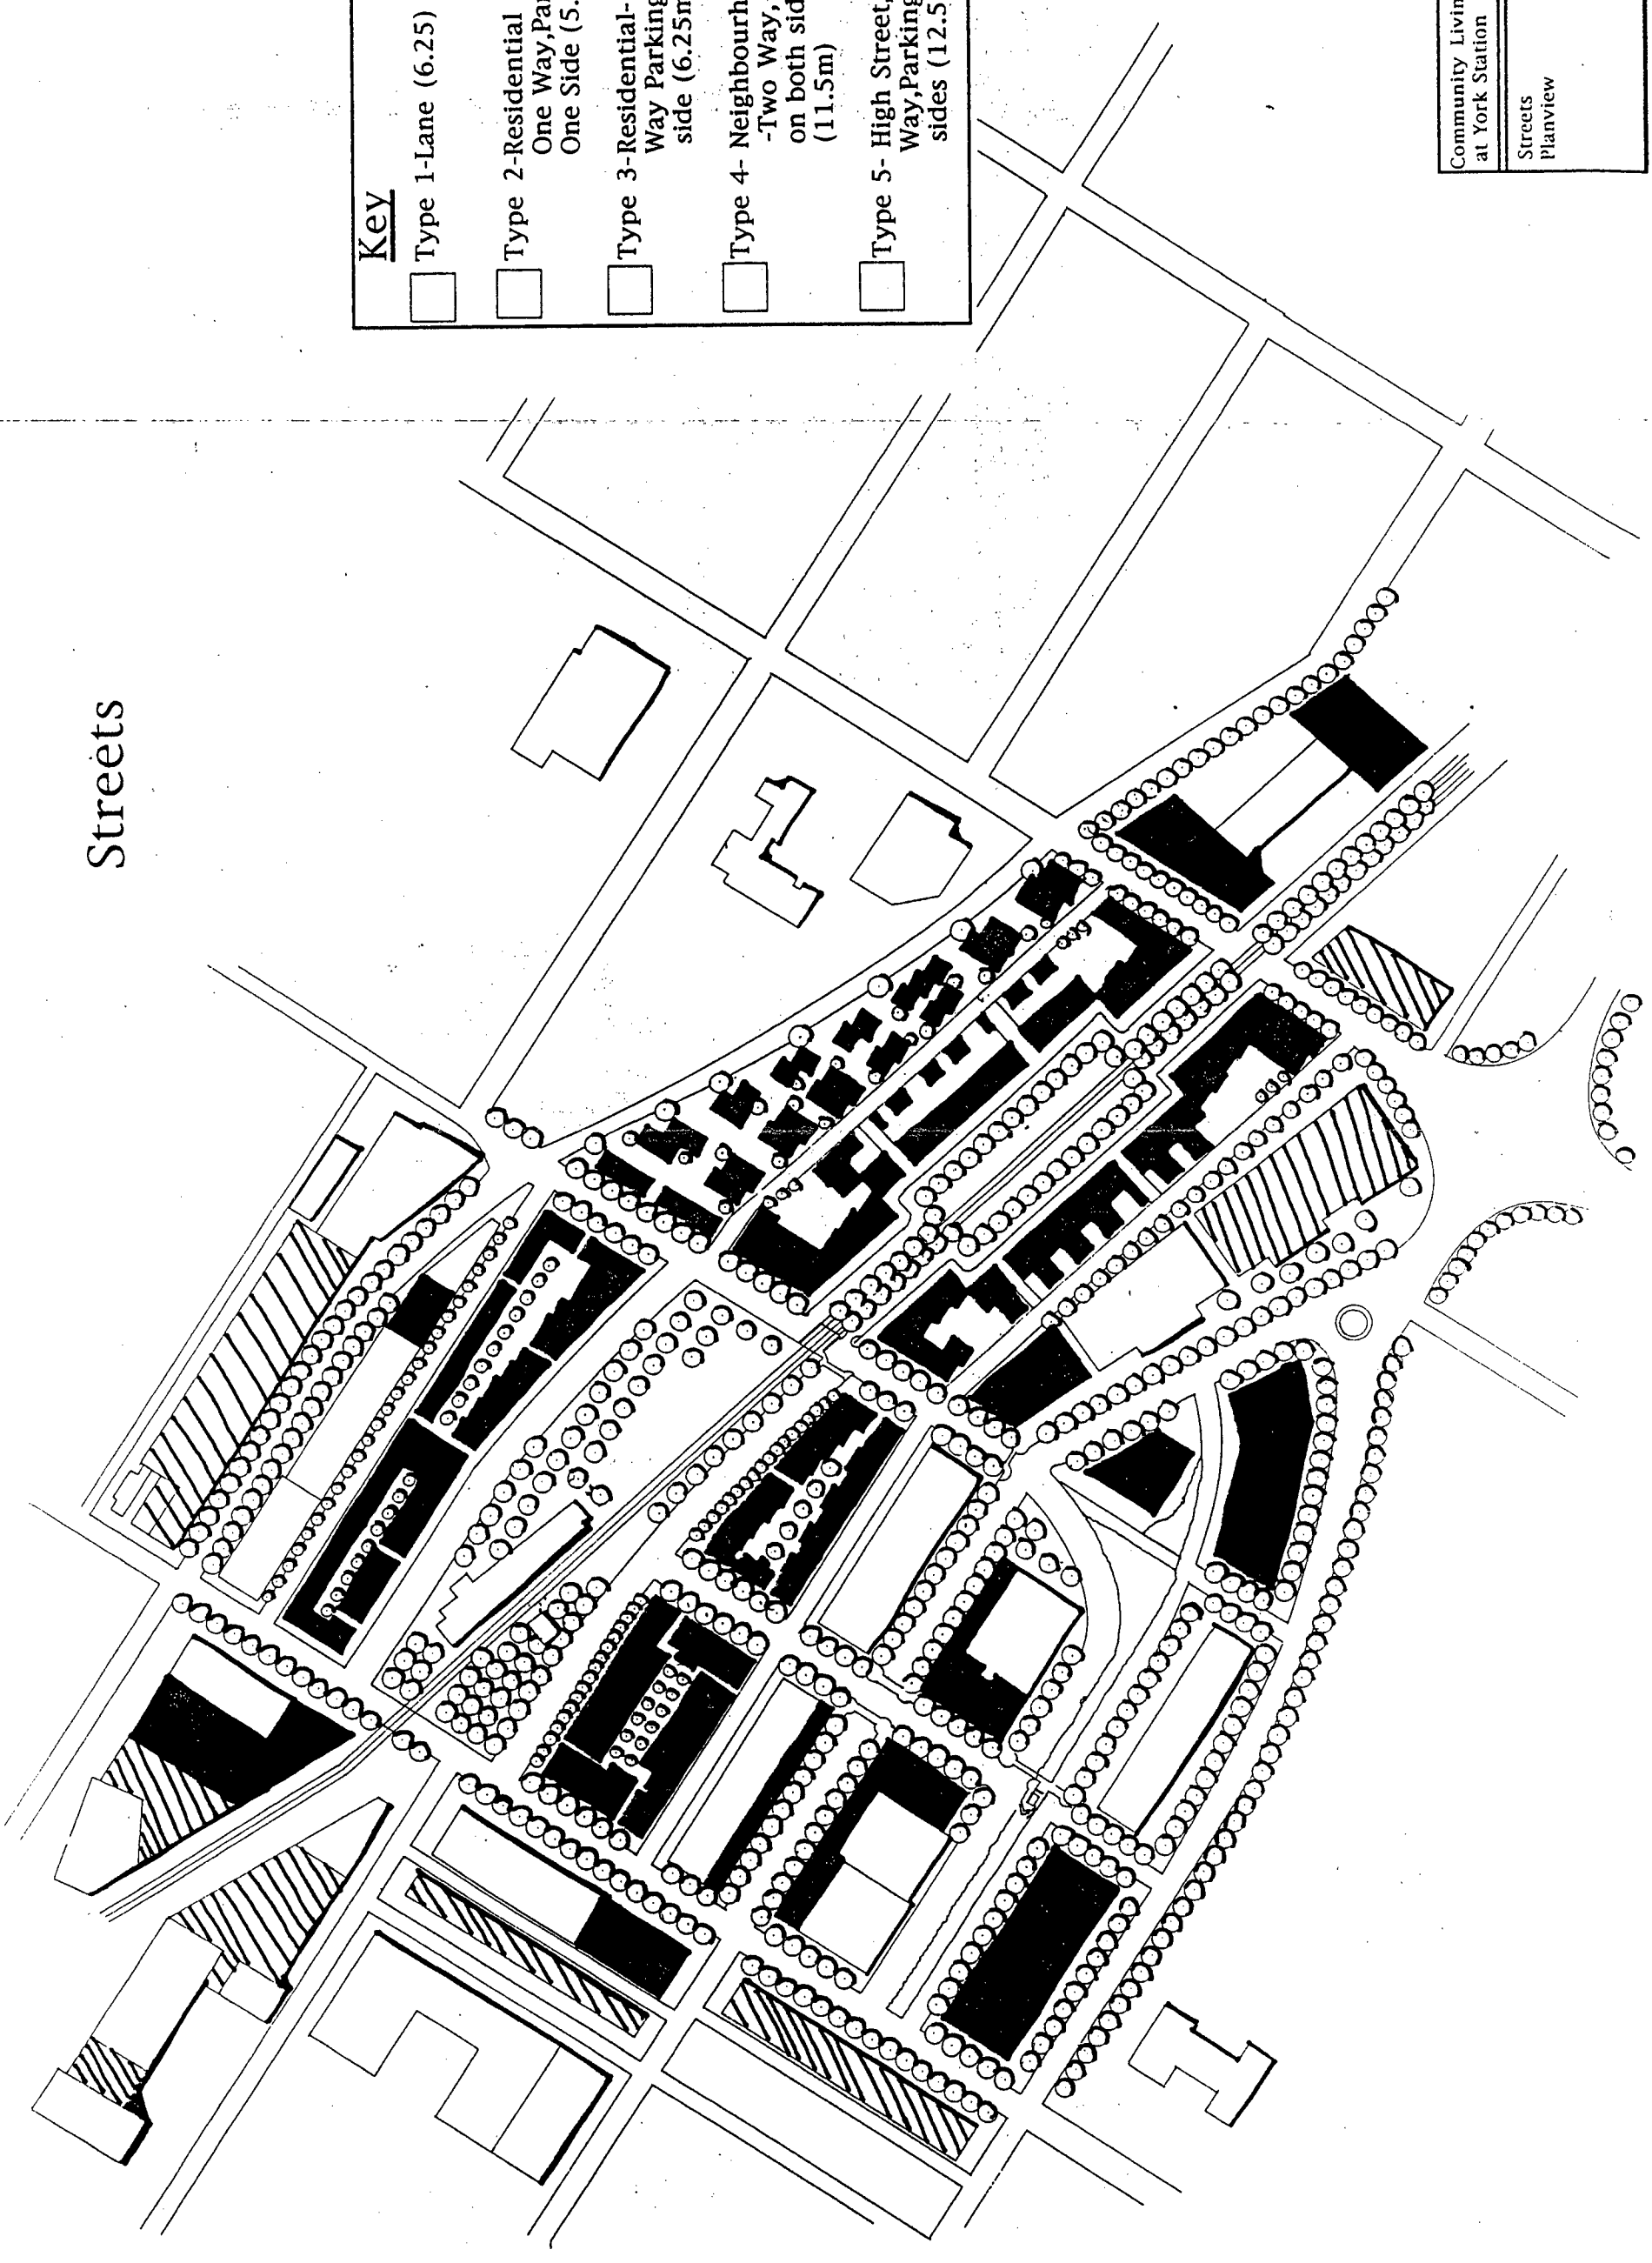 Streets
Key
Type 1-Lane (6.25)
Type 2-Residential
One Way,Par
One Side (5.
Type 3-Residential-
Way Parking
side (6.25m
Type 4- Neighbourh
-Two Way,
on both sid
(11.5m)
Type 5- High Street,
Way,Parking
sides (12.5
Community Livin
at York Station
Streets
Planview